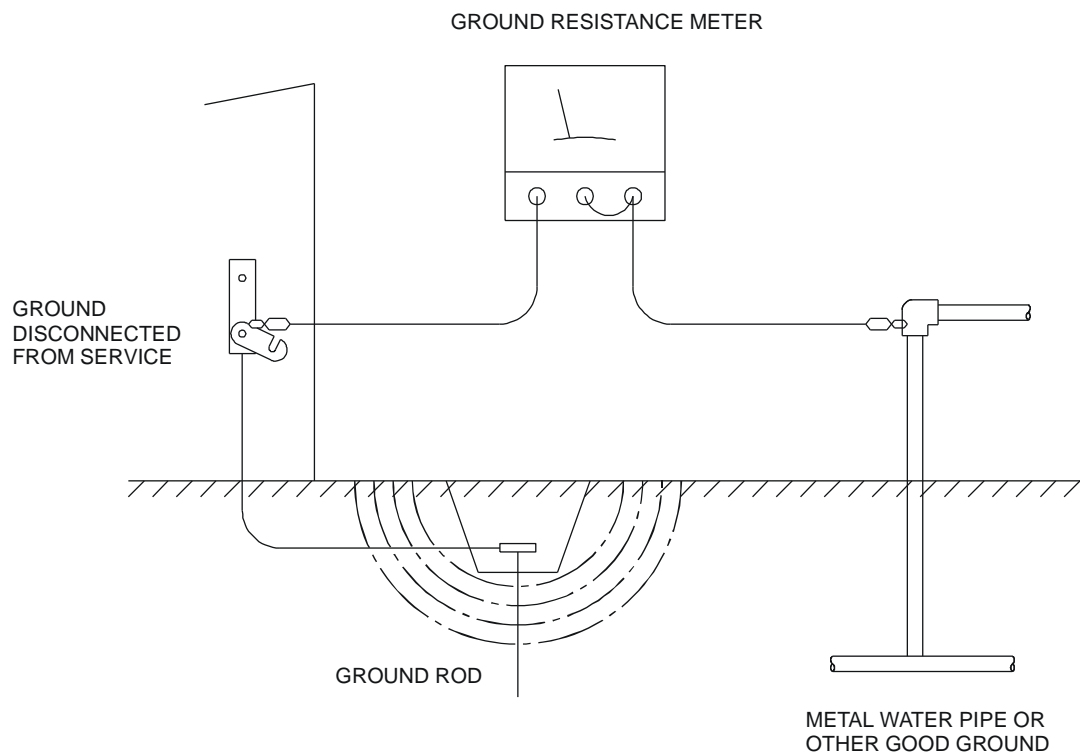 GROUND RESISTANCE METER
GROUND
DISCONNECTED
FROM SERVICE
GROUND ROD
METAL WATER PIPE OR
OTHER GOOD GROUND